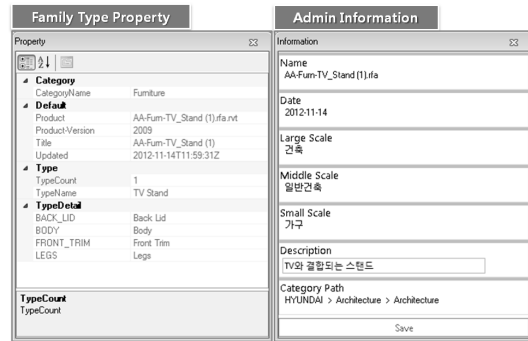 Family Type Property
Property
Category
CategoryName Furniture
Default
Product AA-Furn-TV_Stand (1).rfa.rvt
Product-Version 2009
Title AA-Furn-TV_Stand (1)
Updated 2012-11-14T11:59:31Z
Type
TypeCount 1
TypeName TV Stand
TypeDetail
BACK_LID Back Lid
BODY Body
FRONT_TRIM Front Trim
LEGS Legs
TypeCount
TypeCount
Admin Information
Information
Name
AA-Furn-TV_Stand (1).rfa
Date
2012-11-14
Large Scale
건축
Middle Scale
일반건축
Small Scale
가구
Description
TV와 결합되는 스탠드
Category Path
HYUNDAI > Architecture > Architecture
Save